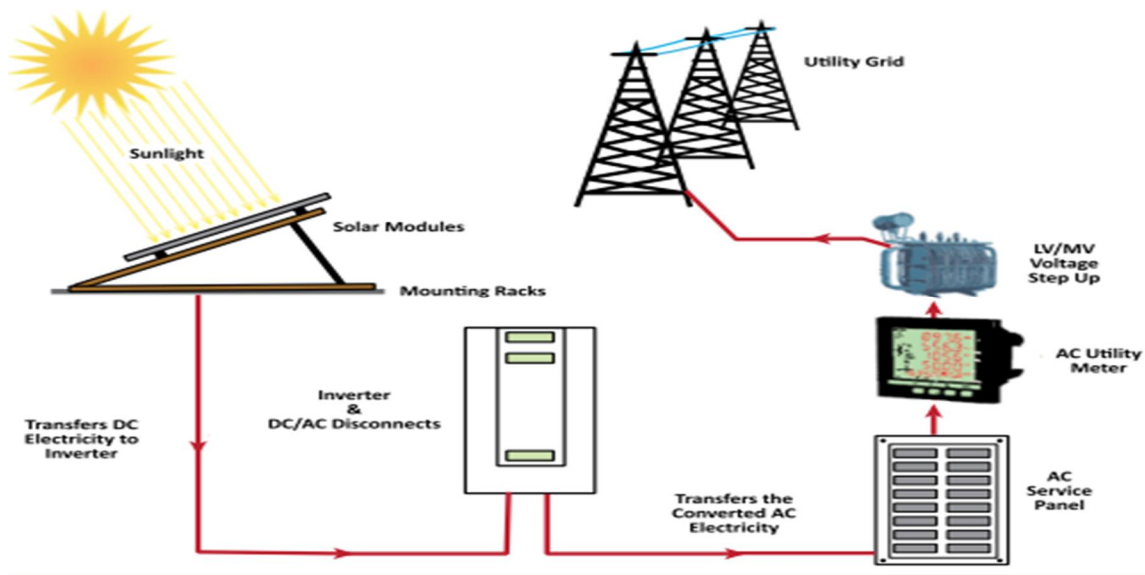 Utility Grid
Sunlight
Solar Modules
LV/MV
Voltage
Step Up
Mounting Racks
AC Utility
Meter
Inverter
&
DC/AC Disconnects
Transfers DC
Electricity to
Inverter
AC
Service
Panel
Transfers the
Converted AC
Electricity